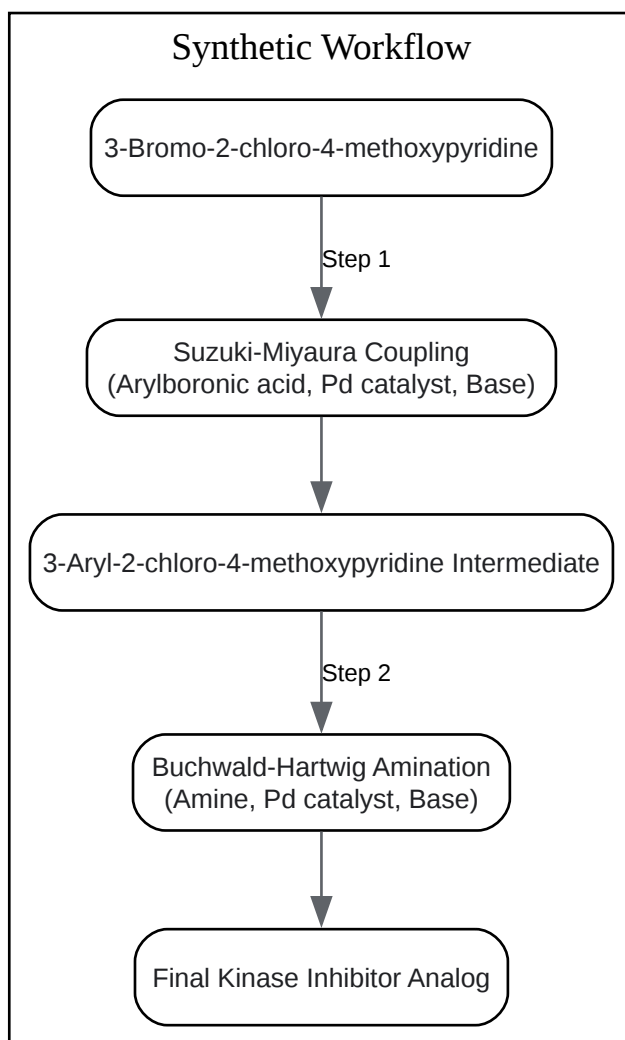 Synthetic Workflow
3-Bromo-2-chloro-4-methoxypyridine
Step 1
Suzuki-Miyaura Coupling
(Arylboronic acid, Pd catalyst, Base)
3-Aryl-2-chloro-4-methoxypyridine Intermediate
Step 2
Buchwald-Hartwig Amination
(Amine, Pd catalyst, Base)
Final Kinase Inhibitor Analog